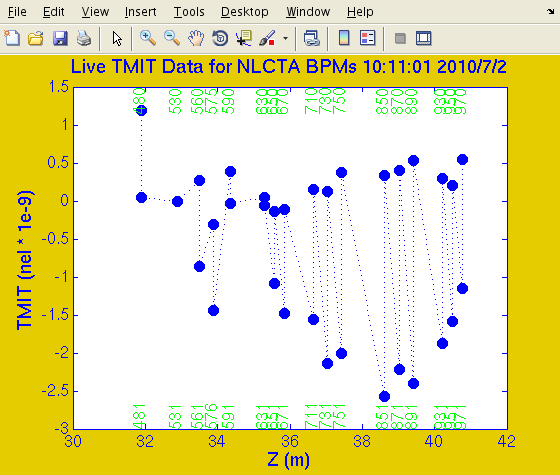 File Edit View Insert Tools Desktop Window Help
Live TMIT Data for NLCTA BPMs 10:11:01 2010/7/2
480 530 560 575 590 630 650 670 710 730 750 850 870 890 930 950 970
1.5
1
0.5
0
-0.5
-1
-1.5
-2
-2.5
-3
TMIT (nel * 1e-9)
481 531 561 576 591 631 651 671 711 731 751 851 871 891 931 951 971
30 32 34 36 38 40 42
Z (m)